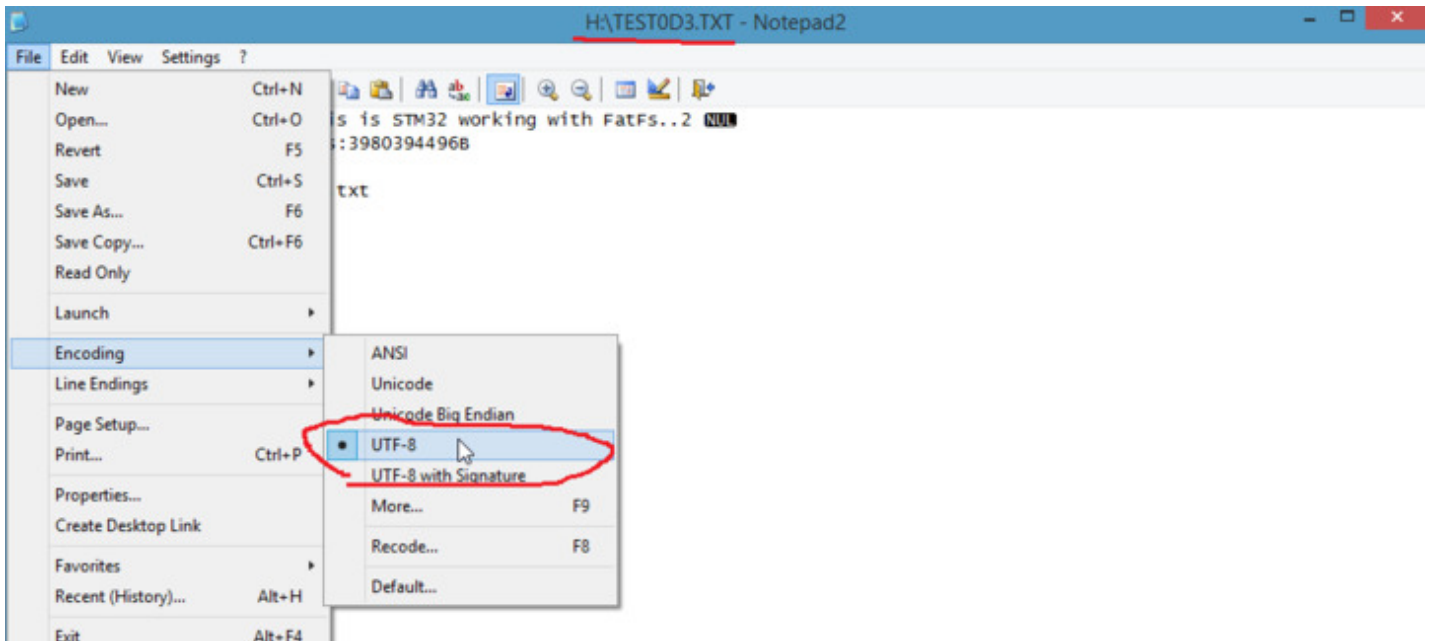 H:\TEST0D3.TXT - Notepad2
File Edit View Settings ?
New Ctrl+N
Open... Ctrl+O
Revert F5
Save Ctrl+S
Save As... F6
Save Copy... Ctrl+F6
Read Only
Launch
Encoding
Line Endings
Page Setup...
Print... Ctrl+P
Properties...
Create Desktop Link
Favorites
Recent (History)... Alt+H
Exit Alt+F4
is is STM32 working with FatFs..2 NUL
:3980394496B
txt
ANSI
Unicode
Unicode Big Endian
UTF-8
UTF-8 with Signature
More... F9
Recode... F8
Default...